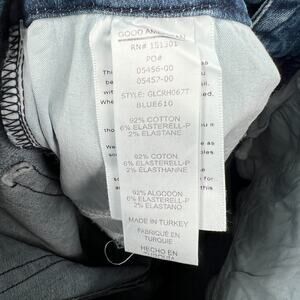 GOOD AMERICAN
RN# 151301
PO#
05456-00
05457-00
STYLE: GLCRH067T
BLUE610
92% COTTON
6% ELASTERELL-P
2% ELASTANE
92% COTON
6% ELASTERELL-P
2% ELASTHANNE
92% ALGODÓN
6% ELASTERELL-P
2% ELASTANO
MADE IN TURKEY
FABRIQUÉ EN
TURQUIE
HECHO EN